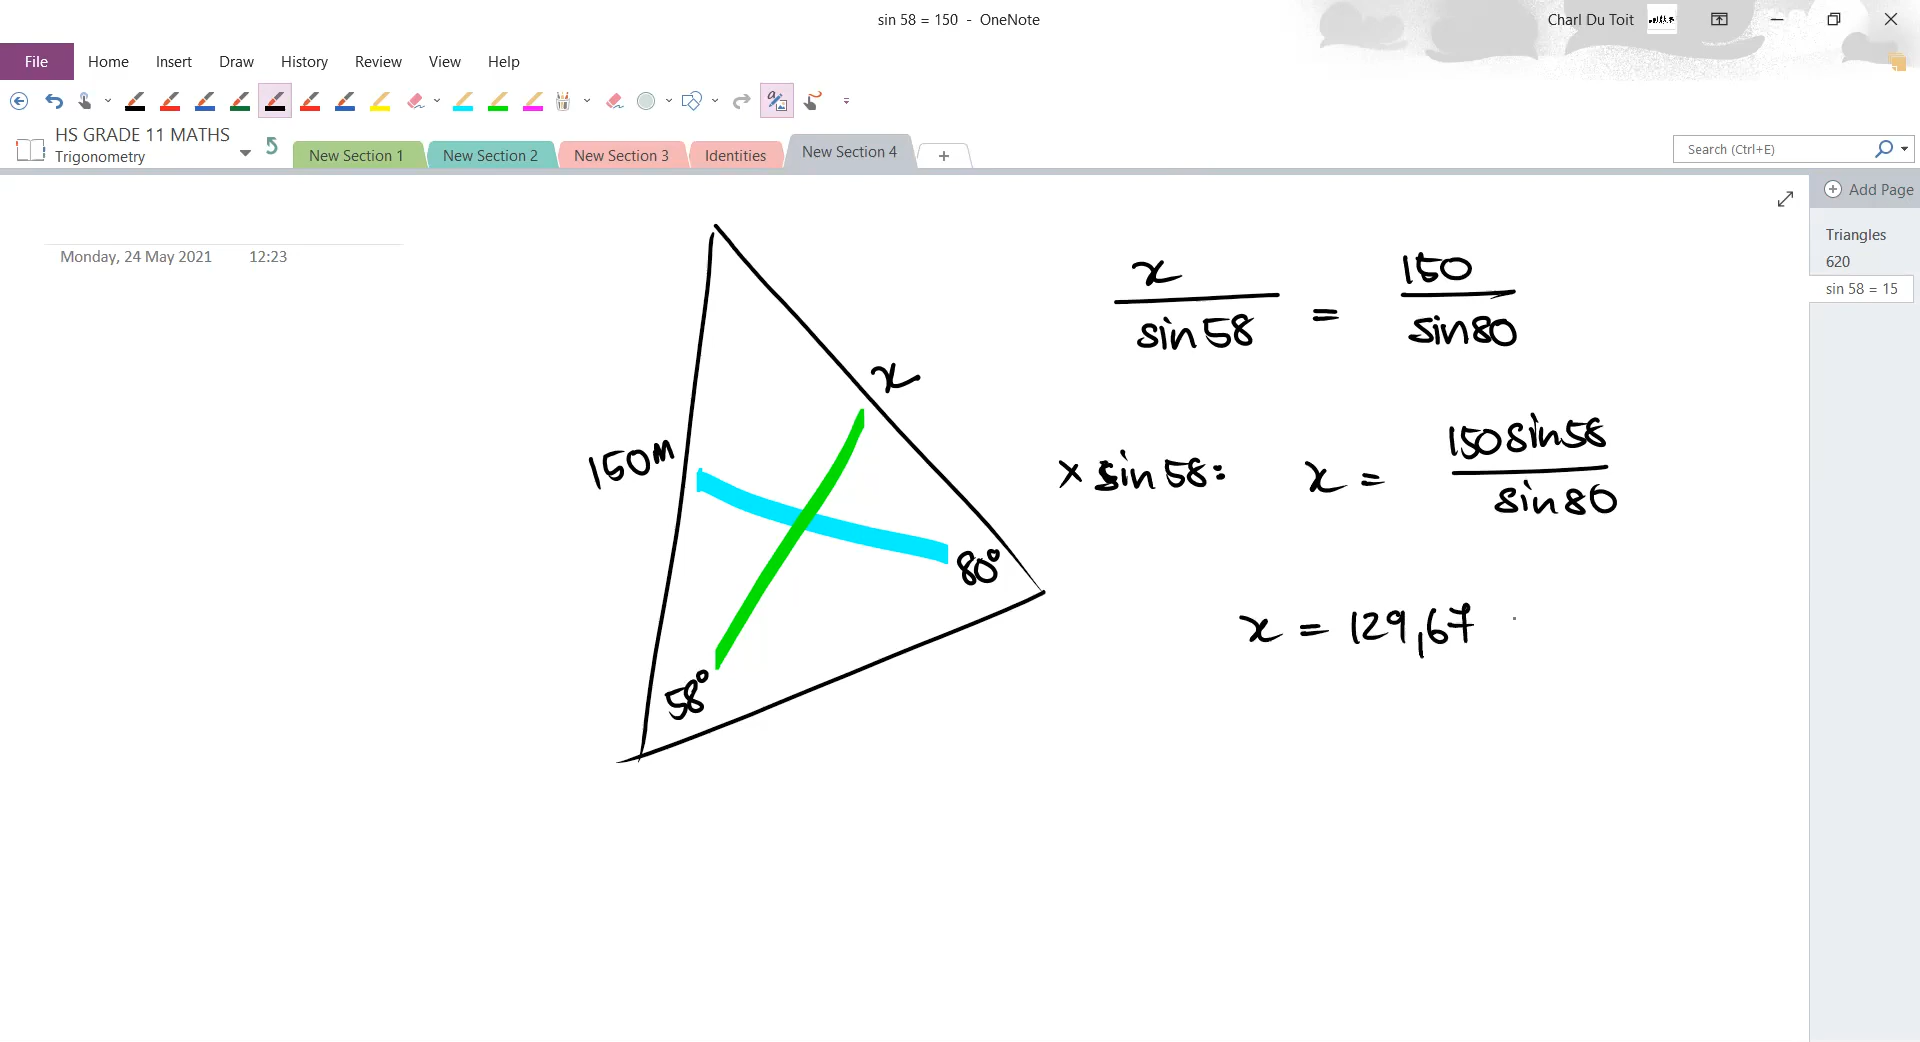 sin 58 = 150 - OneNote
Charl Du Toit
File Home Insert Draw History Review View Help
HS GRADE 11 MATHS
Trigonometry
New Section 1
New Section 2
New Section 3
Identities
New Section 4
+
Search (Ctrl+E)
Add Page
Triangles
620
sin 58 = 15
Monday, 24 May 2021 12:23
150m
x
80°
58°
x
sin 58
=
150
sin 80
× sin 58:
x =
150 sin 58
sin 80
x = 129,67